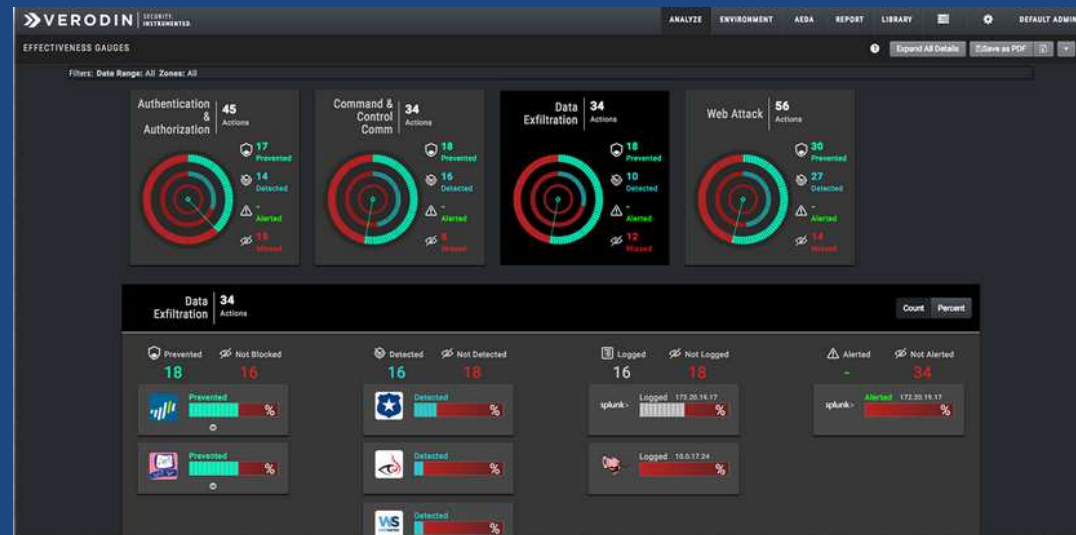 VERODIN SECURITY. INSTRUMENTED
ANALYZE ENVIRONMENT AEDA REPORT LIBRARY DEFAULT ADMIN
EFFECTIVENESS GAUGES
Expand All Details Save as PDF
Filters: Date Range: All Zones: All
Authentication & Authorization
45 Actions
17 Prevented
14 Detected
- Alerted
Missed
Command & Control Comm
34 Actions
18 Prevented
16 Detected
- Alerted
Missed
Data Exfiltration
34 Actions
18 Prevented
10 Detected
- Alerted
12 Missed
Web Attack
56 Actions
30 Prevented
27 Detected
- Alerted
14 Missed
Data Exfiltration
34 Actions
Count Percent
Prevented Not Blocked
18 16
Prevented
%
Prevented
%
Detected Not Detected
16 18
Detected
%
Detected
%
WS
Detected
%
Logged Not Logged
16 18
splunk> Logged 172.20.19.17
%
Logged 10.0.17.24
%
Alerted Not Alerted
- 34
splunk> Alerted 172.20.19.17
%